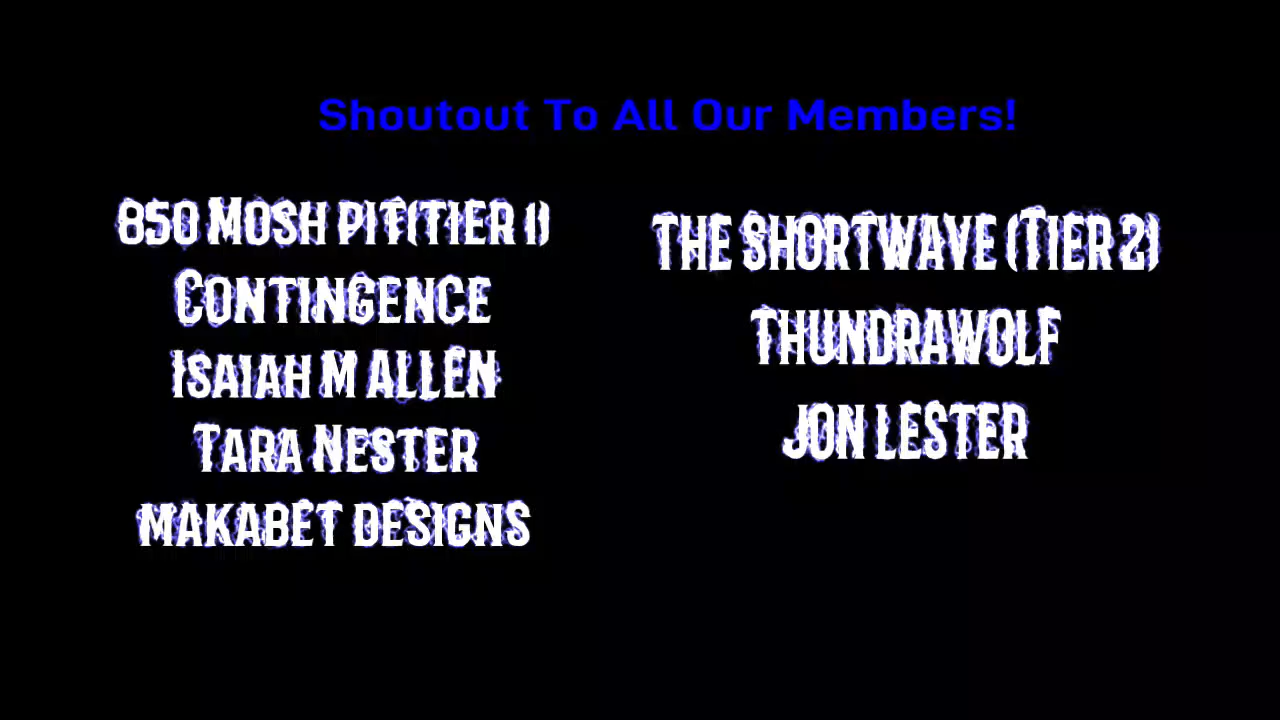 Shoutout To All Our Members!
850 Mosh pit(tier 1)
Contingence
Isaiah M Allen
Tara Nester
makabet designs
The Shortwave (Tier 2)
Thundrawolf
Jon Lester